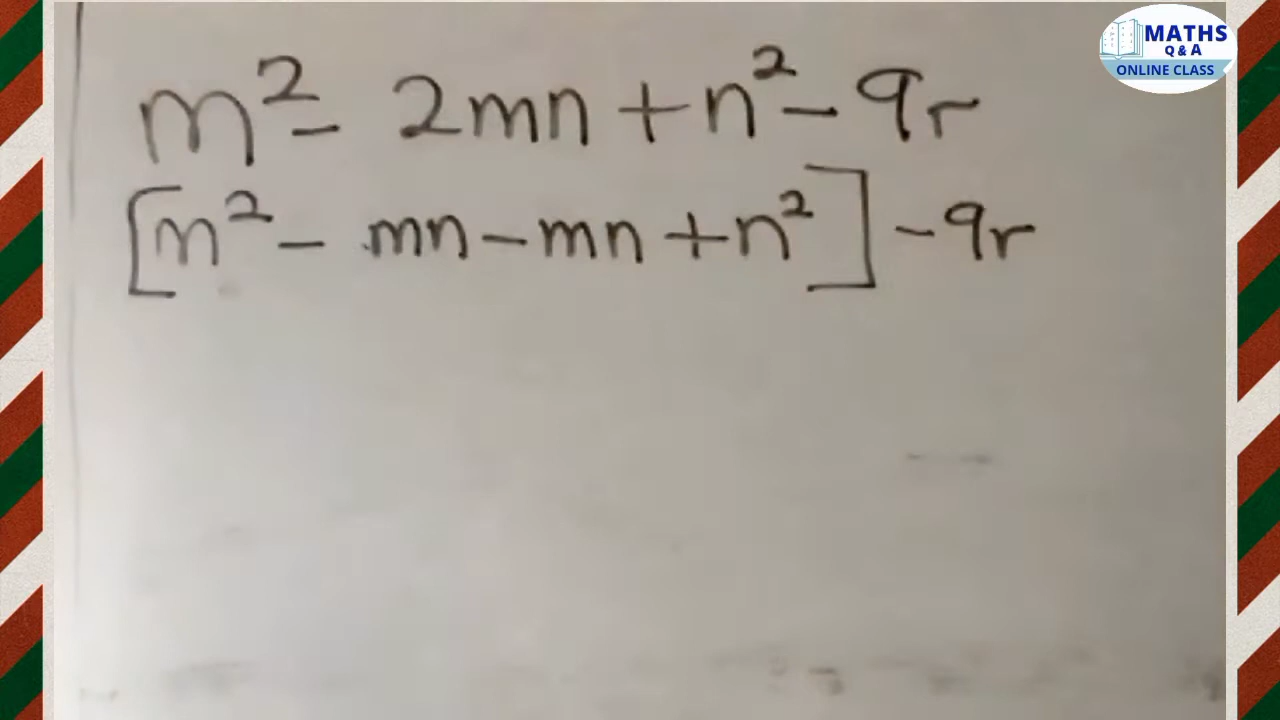 MATHS
Q & A
ONLINE CLASS
m² - 2mn + n² - 9r
[m² - mn - mn + n²] - 9r